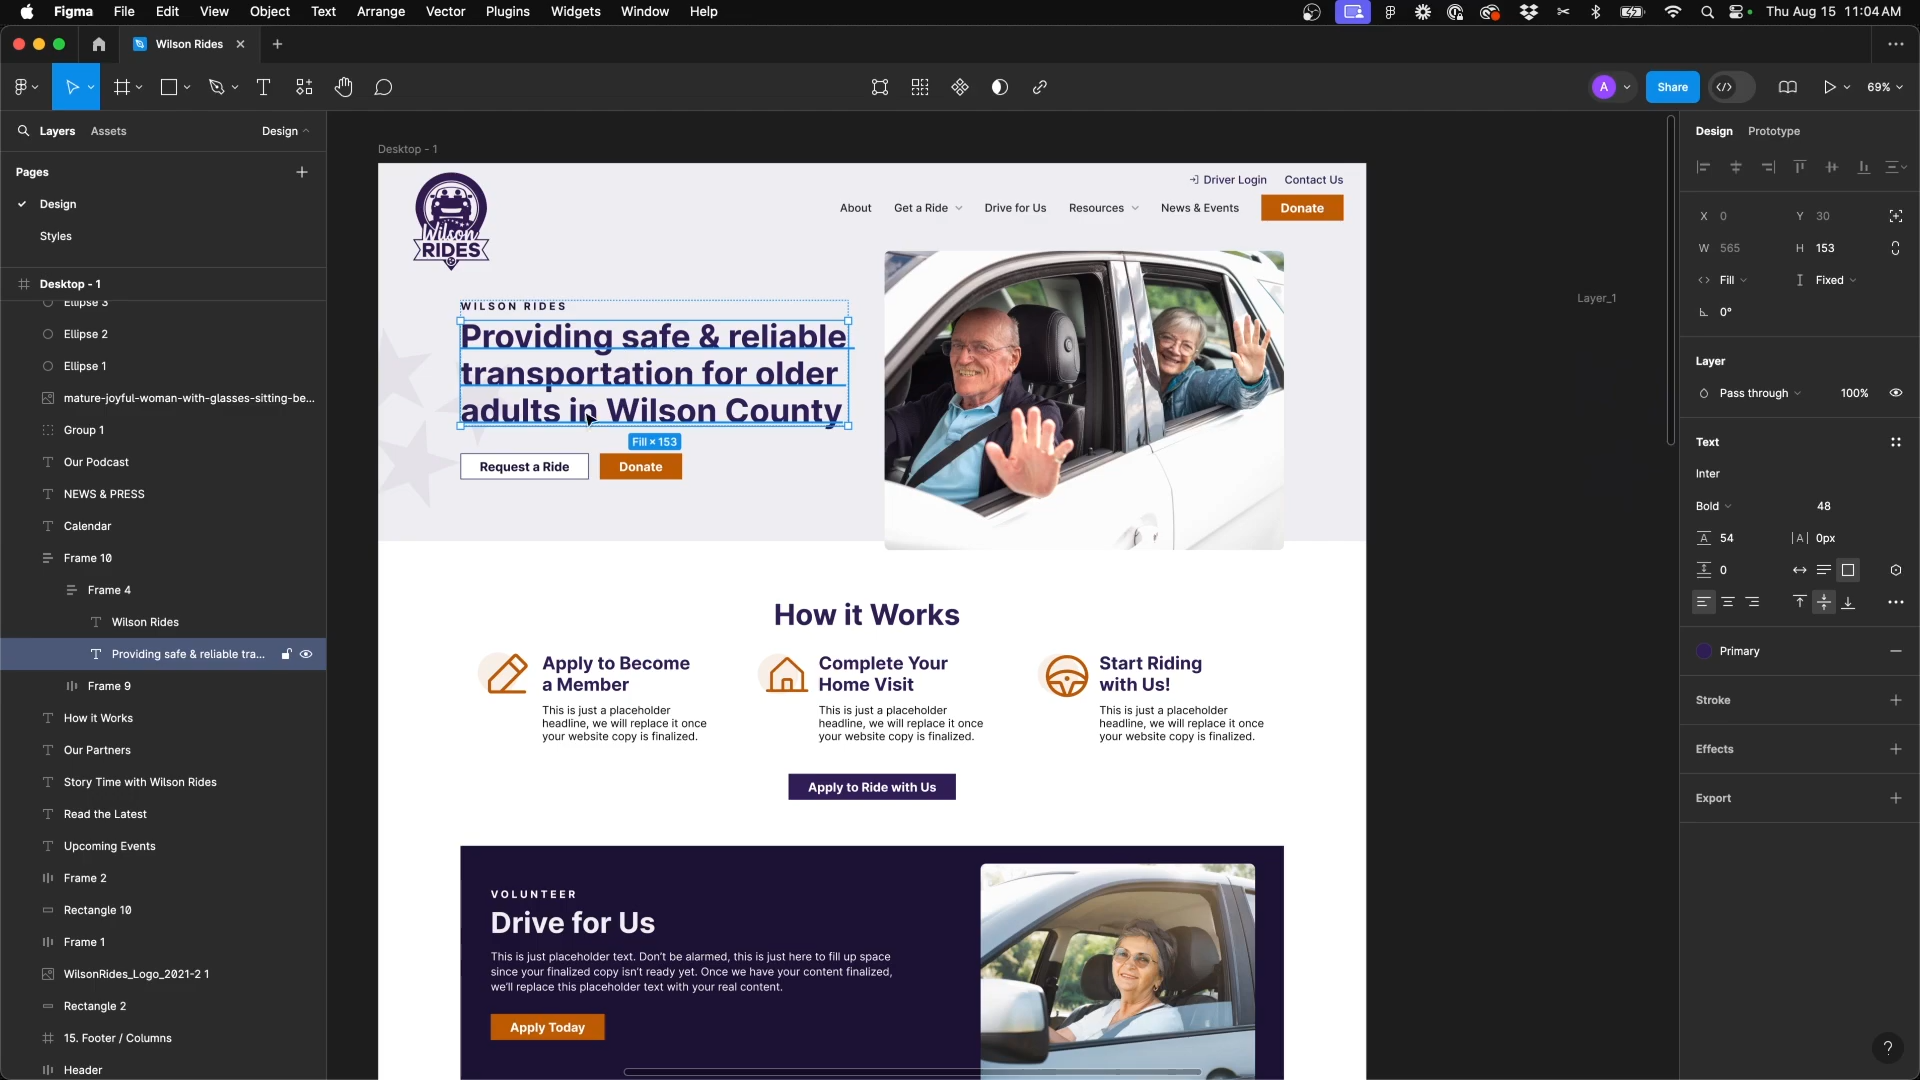 Figma File Edit View Object Text Arrange Vector Plugins Widgets Window Help Thu Aug 15 11:04 AM
Wilson Rides
A Share 69%
Layers Assets Design
Pages
Design
Styles
Desktop - 1
Ellipse 3
Ellipse 2
Ellipse 1
mature-joyful-woman-with-glasses-sitting-be...
Group 1
Our Podcast
NEWS & PRESS
Calendar
Frame 10
Frame 4
Wilson Rides
Providing safe & reliable tra...
Frame 9
How it Works
Our Partners
Story Time with Wilson Rides
Read the Latest
Upcoming Events
Frame 2
Rectangle 10
Frame 1
WilsonRides_Logo_2021-2 1
Rectangle 2
15. Footer / Columns
Header
Desktop - 1
Wilson
RIDES
Driver Login Contact Us
About Get a Ride Drive for Us Resources News & Events Donate
WILSON RIDES
Providing safe & reliable
transportation for older
adults in Wilson County
Fill × 153
Request a Ride Donate
Layer_1
How it Works
Apply to Become
a Member
This is just a placeholder
headline, we will replace it once
your website copy is finalized.
Complete Your
Home Visit
This is just a placeholder
headline, we will replace it once
your website copy is finalized.
Start Riding
with Us!
This is just a placeholder
headline, we will replace it once
your website copy is finalized.
Apply to Ride with Us
VOLUNTEER
Drive for Us
This is just placeholder text. Don't be alarmed, this is just here to fill up space
since your finalized copy isn't ready yet. Once we have your content finalized,
we'll replace this placeholder text with your real content.
Apply Today
Design Prototype
X 0 Y 30
W 565 H 153
Fill Fixed
0°
Layer
Pass through 100%
Text
Inter
Bold 48
54 0px
0
Primary
Stroke
Effects
Export
?